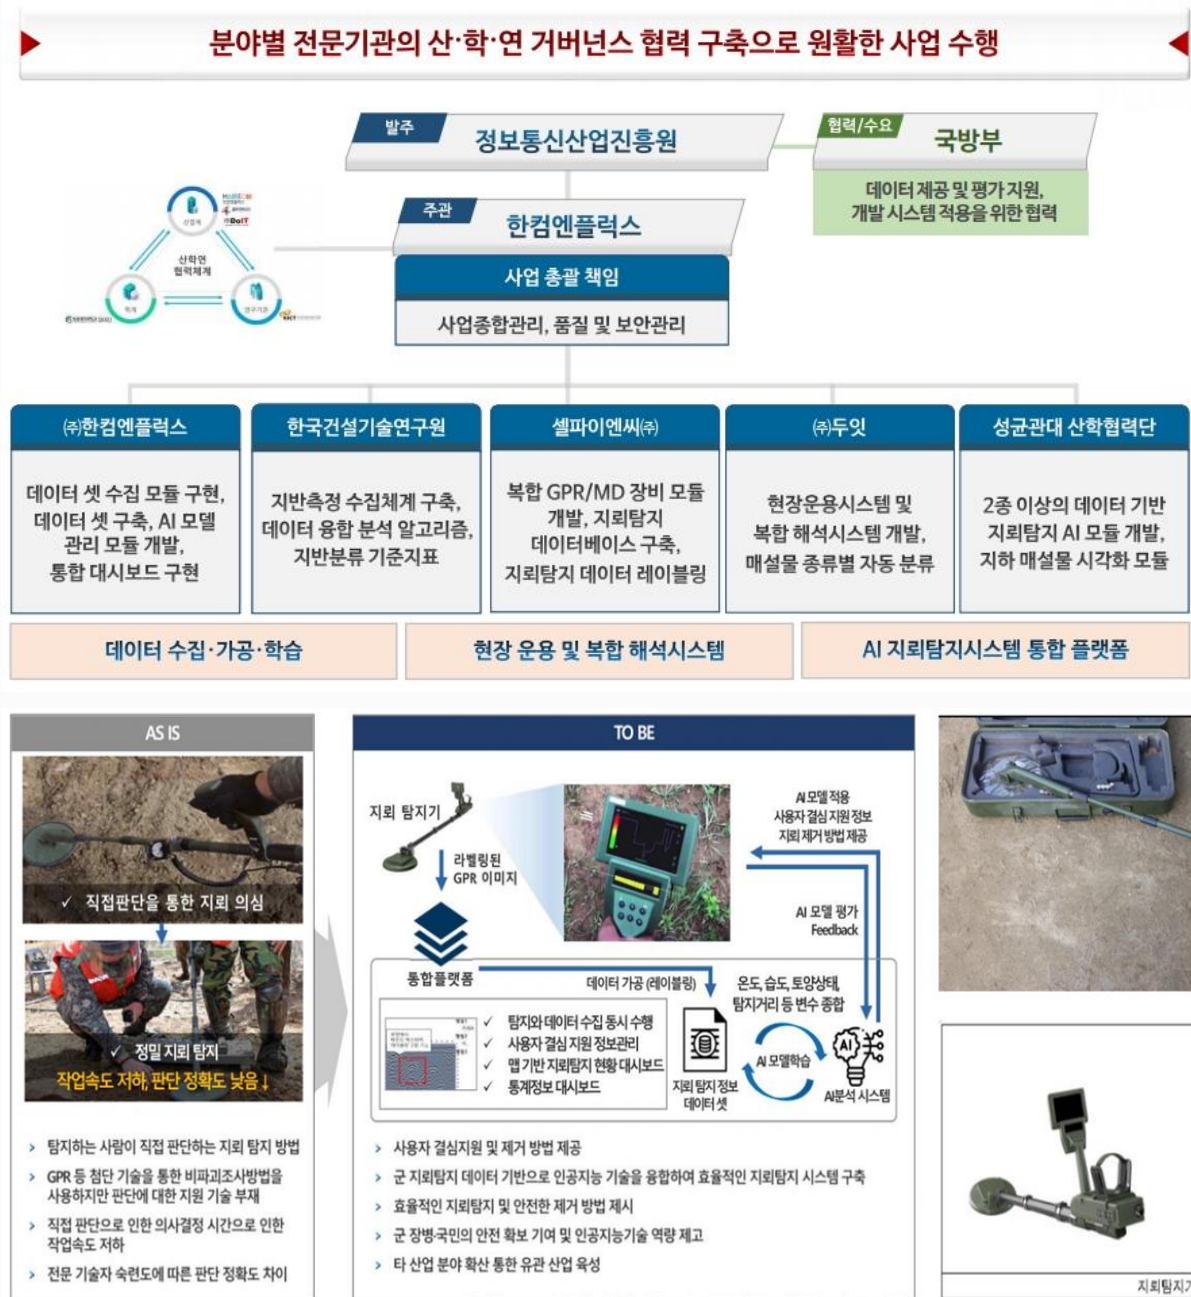 분야별 전문기관의 산·학·연 거버넌스 협력 구축으로 원활한 사업 수행
발주
정보통신산업진흥원
협력/수요
국방부
데이터 제공 및 평가 지원,
개발 시스템 적용을 위한 협력
주관
한컴엔플럭스
사업 총괄 책임
사업종합관리, 품질 및 보안관리
산업계
DoIT
산학연
협력체계
학계
연구기관
KICT
㈜한컴엔플럭스
데이터 셋 수집 모듈 구현,
데이터 셋 구축, AI 모델
관리 모듈 개발,
통합 대시보드 구현
한국건설기술연구원
지반측정 수집체계 구축,
데이터 융합 분석 알고리즘,
지반분류 기준지표
셀파이엔씨㈜
복합 GPR/MD 장비 모듈
개발, 지뢰탐지
데이터베이스 구축,
지뢰탐지 데이터 레이블링
㈜두잇
현장운용시스템 및
복합 해석시스템 개발,
매설물 종류별 자동 분류
성균관대 산학협력단
2종 이상의 데이터 기반
지뢰탐지 AI 모듈 개발,
지하 매설물 시각화 모듈
데이터 수집·가공·학습
현장 운용 및 복합 해석시스템
AI 지뢰탐지시스템 통합 플랫폼
AS IS
✓ 직접판단을 통한 지뢰 의심
✓ 정밀 지뢰 탐지
작업속도 저하, 판단 정확도 낮음↓
> 탐지하는 사람이 직접 판단하는 지뢰 탐지 방법
> GPR 등 첨단 기술을 통한 비파괴조사방법을
사용하지만 판단에 대한 지원 기술 부재
> 직접 판단으로 인한 의사결정 시간으로 인한
작업속도 저하
> 전문 기술자 숙련도에 따른 판단 정확도 차이
TO BE
지뢰 탐지기
라벨링된
GPR 이미지
AI 모델 적용
사용자 결심 지원 정보
지뢰 제거 방법 제공
AI 모델 평가
Feedback
통합플랫폼
데이터 가공 (레이블링)
온도, 습도, 토양상태,
탐지거리 등 변수 종합
✓ 탐지와 데이터 수집 동시 수행
✓ 사용자 결심 지원 정보관리
✓ 맵 기반 지뢰탐지 현황 대시보드
✓ 통계정보 대시보드
지뢰 탐지 정보
데이터 셋
AI 모델학습
AI
AI분석 시스템
> 사용자 결심지원 및 제거 방법 제공
> 군 지뢰탐지 데이터 기반으로 인공지능 기술을 융합하여 효율적인 지뢰탐지 시스템 구축
> 효율적인 지뢰탐지 및 안전한 제거 방법 제시
> 군 장병·국민의 안전 확보 기여 및 인공지능기술 역량 제고
> 타 산업 분야 확산 통한 유관 산업 육성
지뢰탐지기